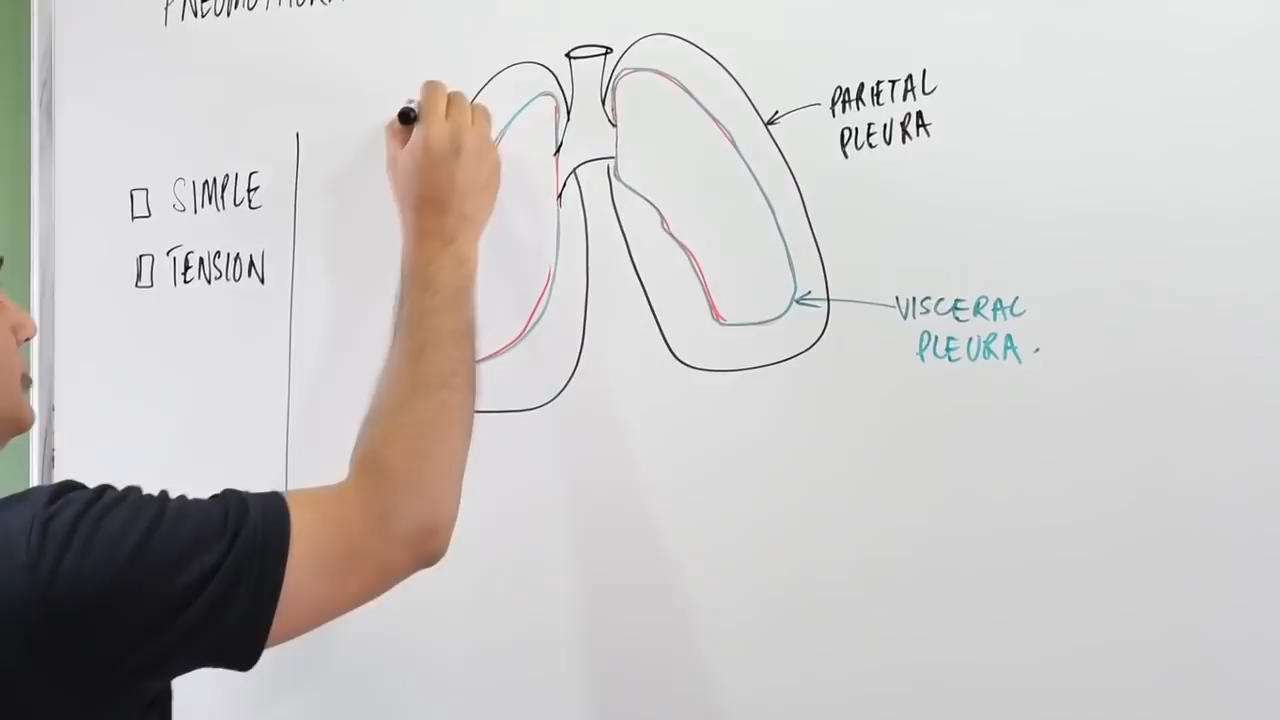 SIMPLE
TENSION
PARIETAL
PLEURA
VISCERAL
PLEURA.